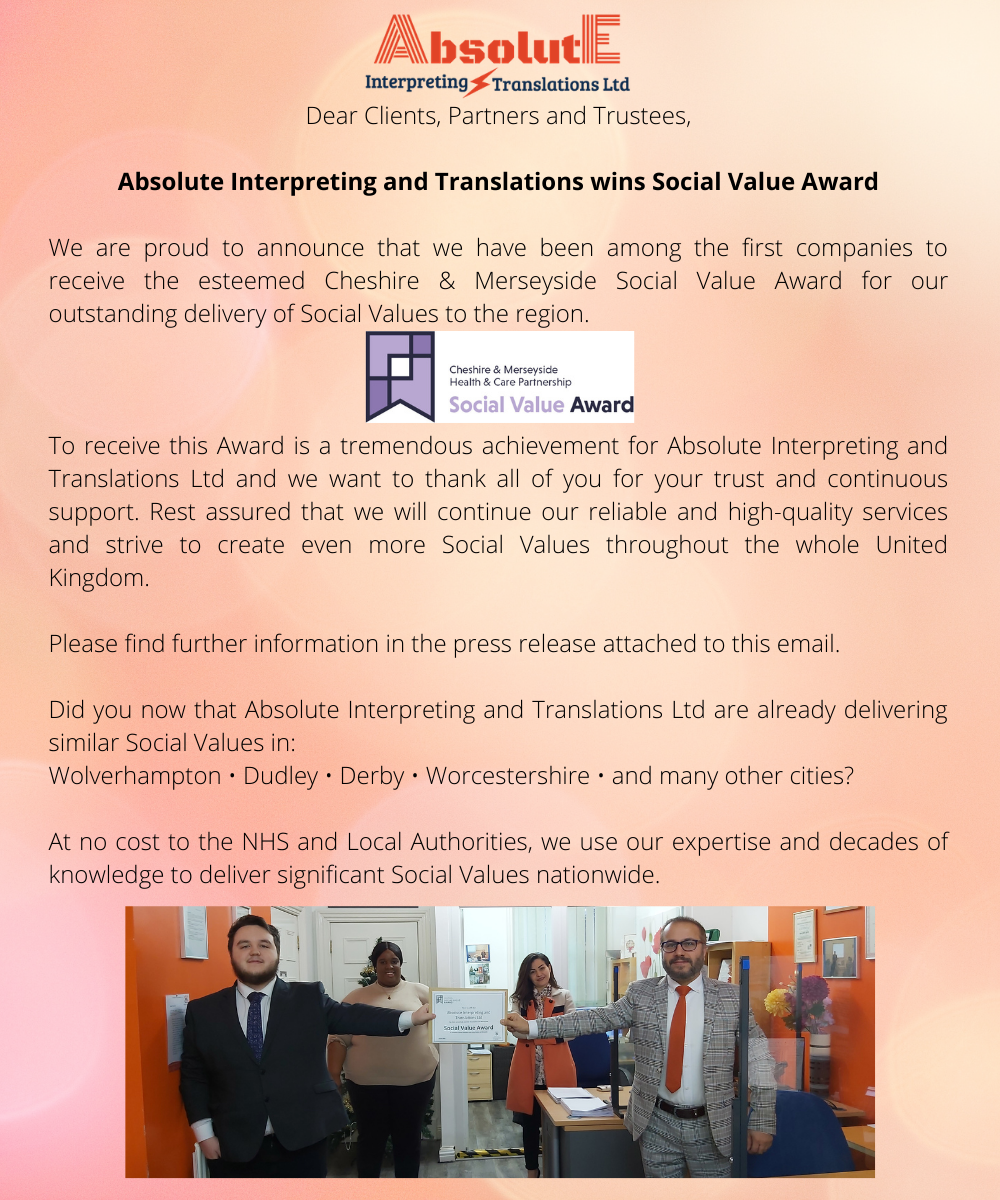 AbsolutE
Interpreting Translations Ltd
Dear Clients, Partners and Trustees,
Absolute Interpreting and Translations wins Social Value Award
We are proud to announce that we have been among the first companies to
receive the esteemed Cheshire & Merseyside Social Value Award for our
outstanding delivery of Social Values to the region.
Cheshire & Merseyside
Health & Care Partnership
Social Value Award
To receive this Award is a tremendous achievement for Absolute Interpreting and
Translations Ltd and we want to thank all of you for your trust and continuous
support. Rest assured that we will continue our reliable and high-quality services
and strive to create even more Social Values throughout the whole United
Kingdom.
Please find further information in the press release attached to this email.
Did you now that Absolute Interpreting and Translations Ltd are already delivering
similar Social Values in:
Wolverhampton • Dudley • Derby • Worcestershire • and many other cities?
At no cost to the NHS and Local Authorities, we use our expertise and decades of
knowledge to deliver significant Social Values nationwide.
Absolute Interpreting and
Translations Ltd
Social Value Award